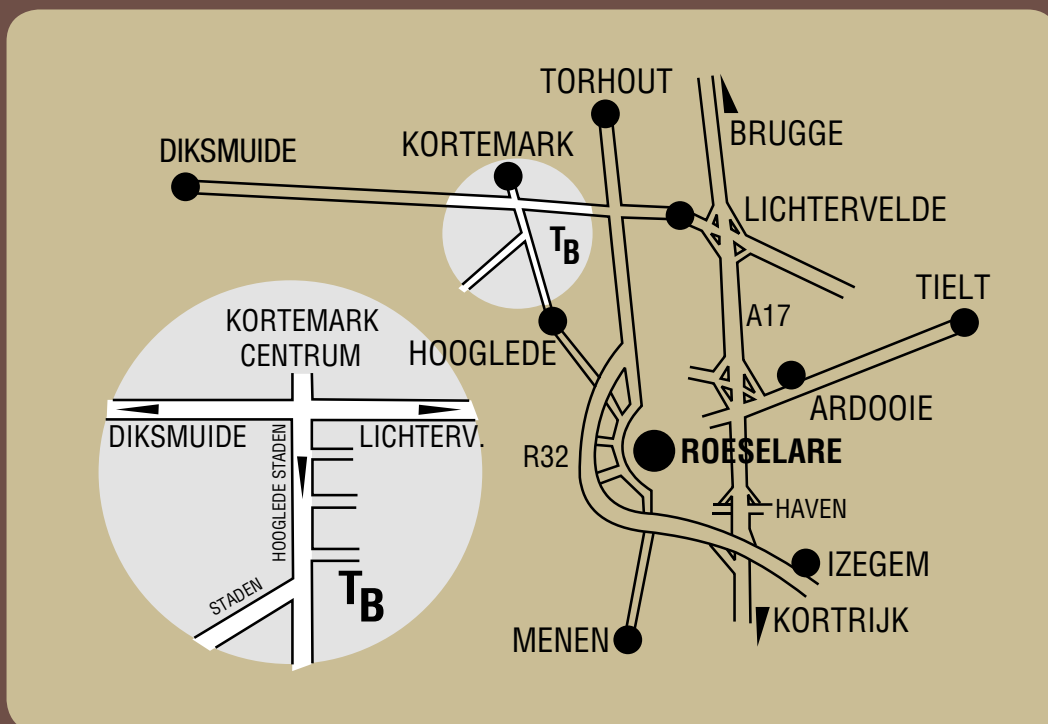 TORHOUT
BRUGGE
KORTEMARK
DIKSMUIDE
LICHTERVELDE
TB
TIELT
A17
KORTEMARK
CENTRUM
HOOGLEDE
ARDOOIE
DIKSMUIDE
LICHTERV.
HOOGLEDE STADEN
R32
ROESELARE
HAVEN
IZEGEM
STADEN
TB
KORTRIJK
MENEN